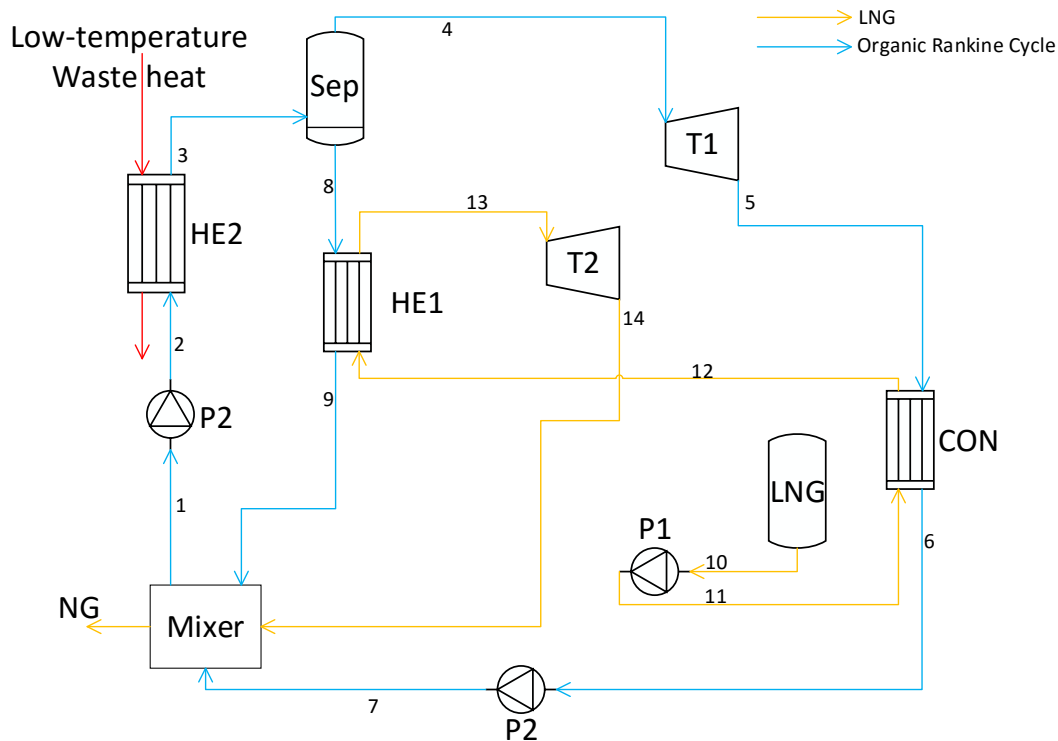 Low-temperature
Waste heat
4
LNG
Organic Rankine Cycle
Sep
T1
3
8
13
5
HE2
T2
HE1
14
2
12
9
P2
CON
LNG
1
P1
10
6
11
NG
Mixer
7
P2